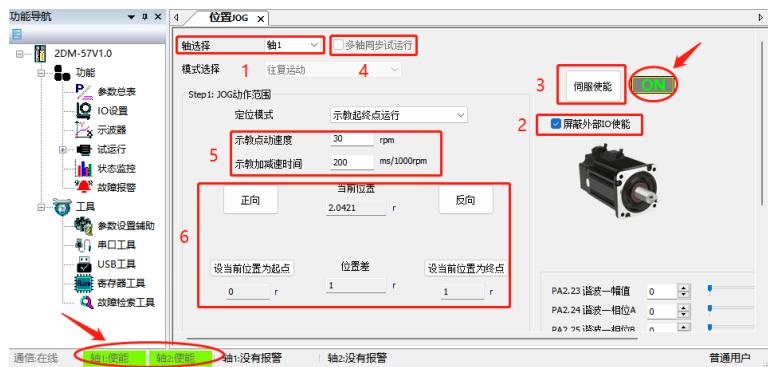 功能导航
位置JOG
2DM-57V1.0
功能
参数总表
IO设置
示波器
试运行
状态监控
故障报警
工具
参数设置辅助
串口工具
USB工具
寄存器工具
故障检索工具
轴选择 轴1 多轴同步试运行
模式选择 1 往复运动 4
Step1: JOG动作范围
定位模式 示教起终点运行
5
示教点动速度 30 rpm
示教加减速时间 200 ms/1000rpm
6
正向 当前位置 反向
2.0421 r
设当前位置为起点 位置差 设当前位置为终点
0 r 1 r 1 r
3 伺服使能 ON
2 屏蔽外部IO使能
PA2.23 谐波一幅值 0
PA2.24 谐波一相位A 0
PA2.25 谐波一相位B 0
通信:在线 轴1:使能 轴2:使能 轴1:没有报警 轴2:没有报警 普通用户